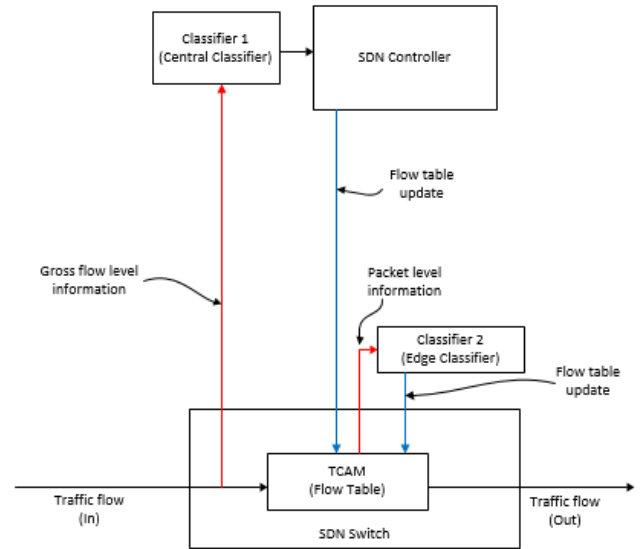 Classifier 1
(Central Classifier)
SDN Controller
Flow table
update
Gross flow level
information
Packet level
information
Classifier 2
(Edge Classifier)
Flow table
update
TCAM
(Flow Table)
Traffic flow
(In)
Traffic flow
(Out)
SDN Switch